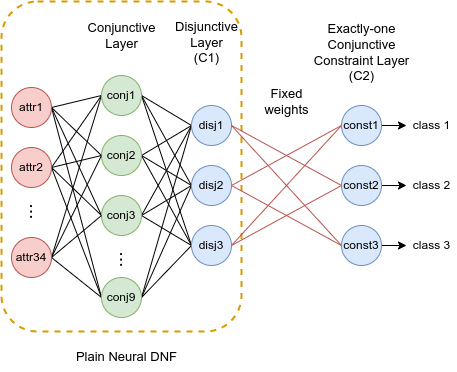 Conjunctive
Layer
Disjunctive
Layer
(C1)
Exactly-one
Conjunctive
Constraint Layer
(C2)
Fixed
weights
attr1
attr2
...
attr34
conj1
conj2
conj3
...
conj9
disj1
disj2
disj3
const1
const2
const3
class 1
class 2
class 3
Plain Neural DNF